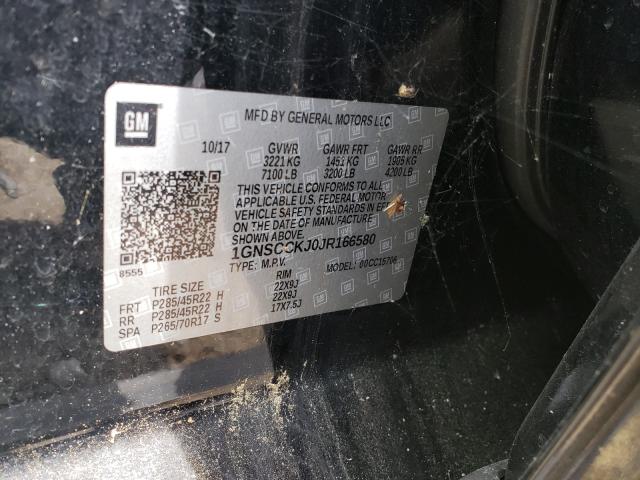 GM
MFD BY GENERAL MOTORS LLC
10/17 GVWR GAWR FRT GAWR RR
3221 KG 1452 KG 1905 KG
7100 LB 3200 LB 4200 LB
THIS VEHICLE CONFORMS TO ALL
APPLICABLE U.S. FEDERAL MOTOR
VEHICLE SAFETY STANDARDS IN
ON THE DATE OF MANUFACTURE
SHOWN ABOVE.
1GNSCCKJ0JR166580
8555 TYPE: M.P.V. MODEL: 00CC15706
TIRE SIZE RIM
FRT P285/45R22 H 22X9J
RR P285/45R22 H 22X9J
SPA P265/70R17 S 17X7.5J